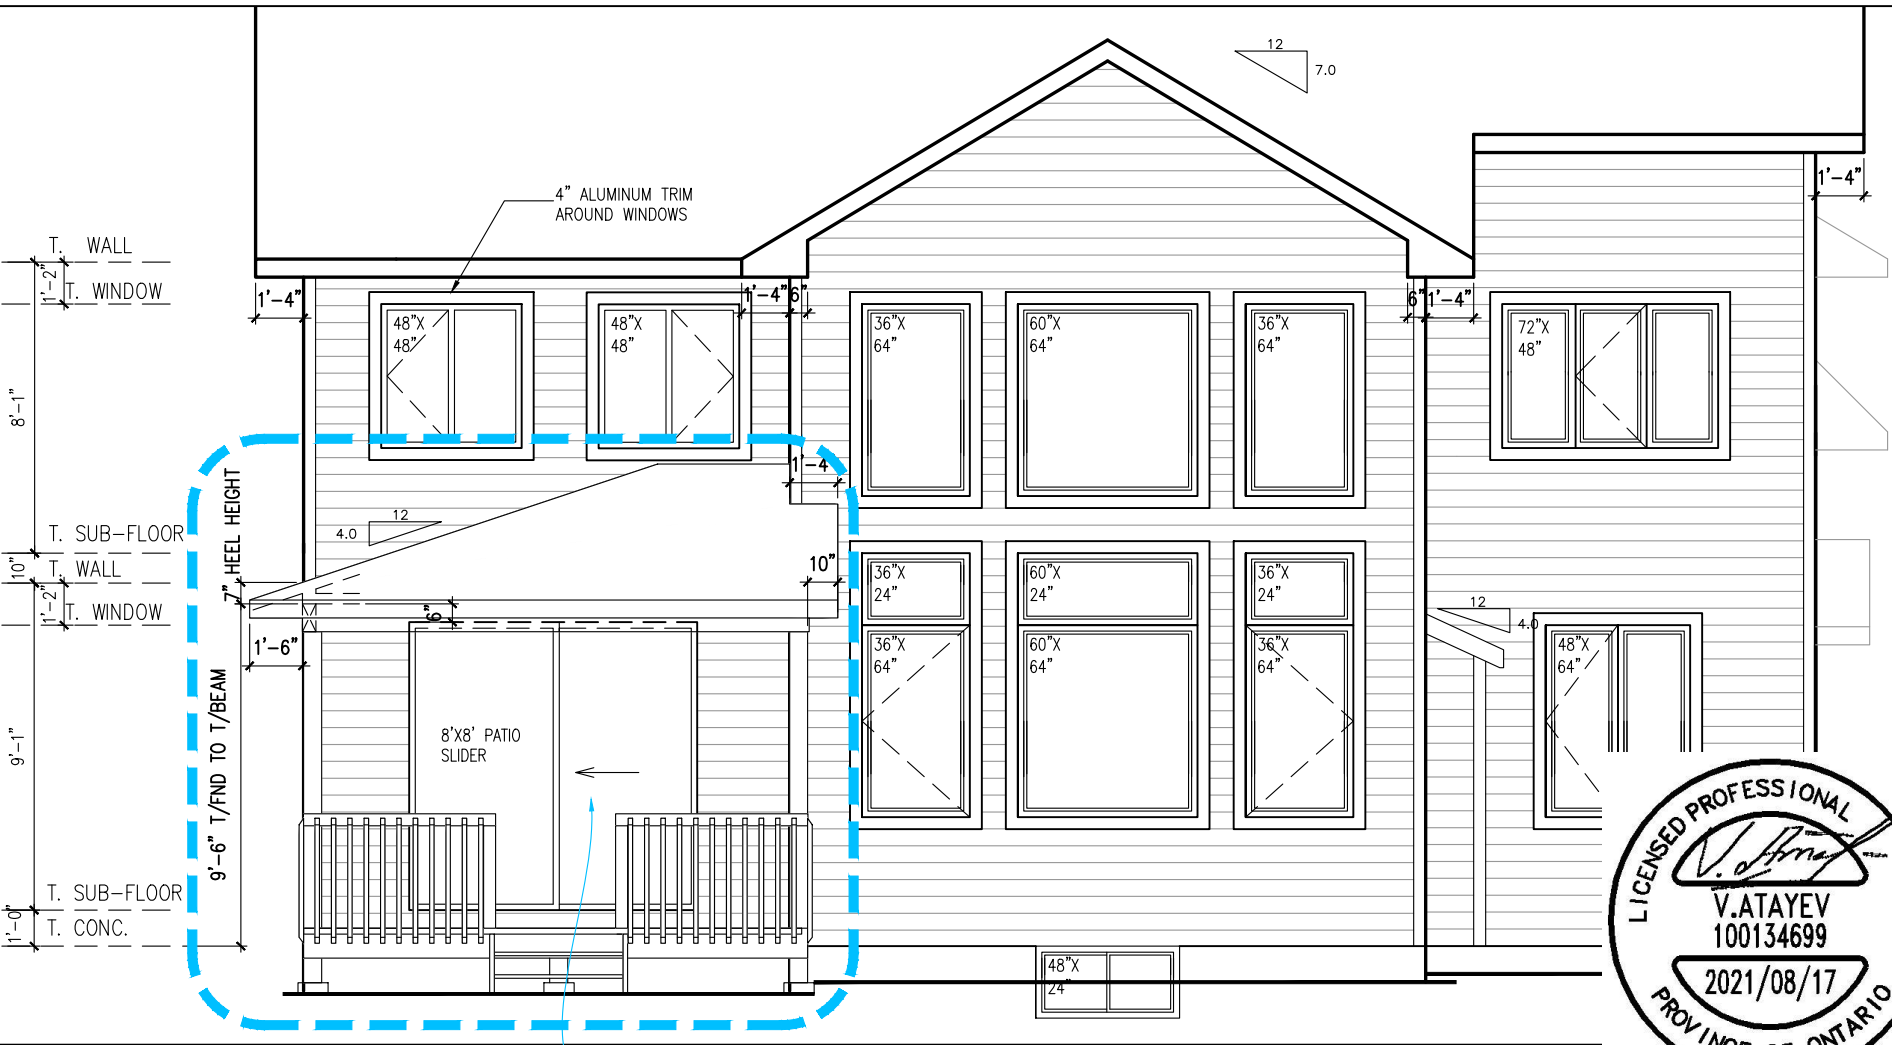 12
7.0
1'-4"
4" ALUMINUM TRIM
AROUND WINDOWS
T. WALL
1'-2"
T. WINDOW
1'-4"
1'-4"
6"
6"
1'-4"
48"X
48"
48"X
48"
36"X
64"
60"X
64"
36"X
64"
72"X
48"
8'-1"
1'-4
12
4.0
7" HEEL HEIGHT
T. SUB-FLOOR
10"
T. WALL
1'-2"
T. WINDOW
10"
6"
1'-6"
36"X
24"
60"X
24"
36"X
24"
12
4.0
36"X
64"
60"X
64"
36"X
64"
48"X
64"
9'-1"
9'-6" T/FND TO T/BEAM
8'X8' PATIO
SLIDER
T. SUB-FLOOR
1'-0"
T. CONC.
48"X
24"
LICENSED PROFESSIONAL
V.ATAYEV
100134699
2021/08/17
PROVINCE OF ONTARIO